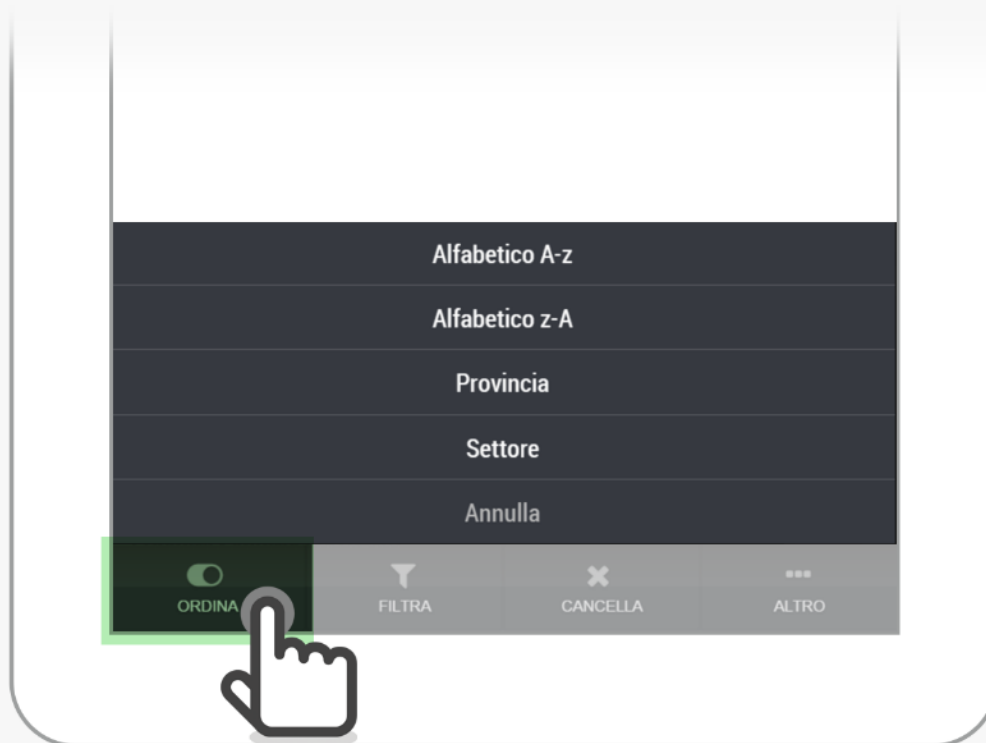 Alfabetico A-z
Alfabetico z-A
Provincia
Settore
Annulla
ORDINA
FILTRA
CANCELLA
ALTRO